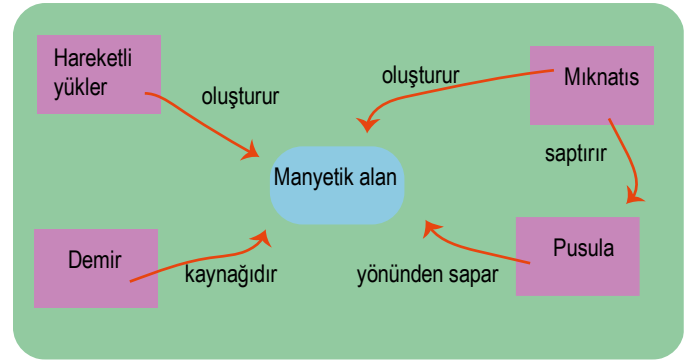 Hareketli
yükler
oluşturur
oluşturur
Mıknatıs
saptırır
Manyetik alan
Demir
kaynağıdır
yönünden sapar
Pusula